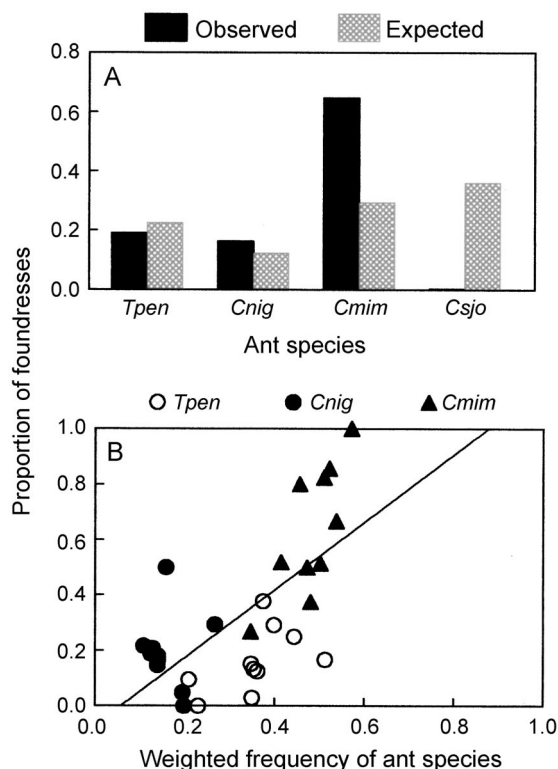 Observed Expected
A
0.8
0.6
0.4
0.2
0.0
Tpen Cnig Cmim Csjo
Ant species
Proportion of foundresses
Tpen Cnig Cmim
B
1.0
0.8
0.6
0.4
0.2
0.0
0.0 0.2 0.4 0.6 0.8 1.0
Weighted frequency of ant species